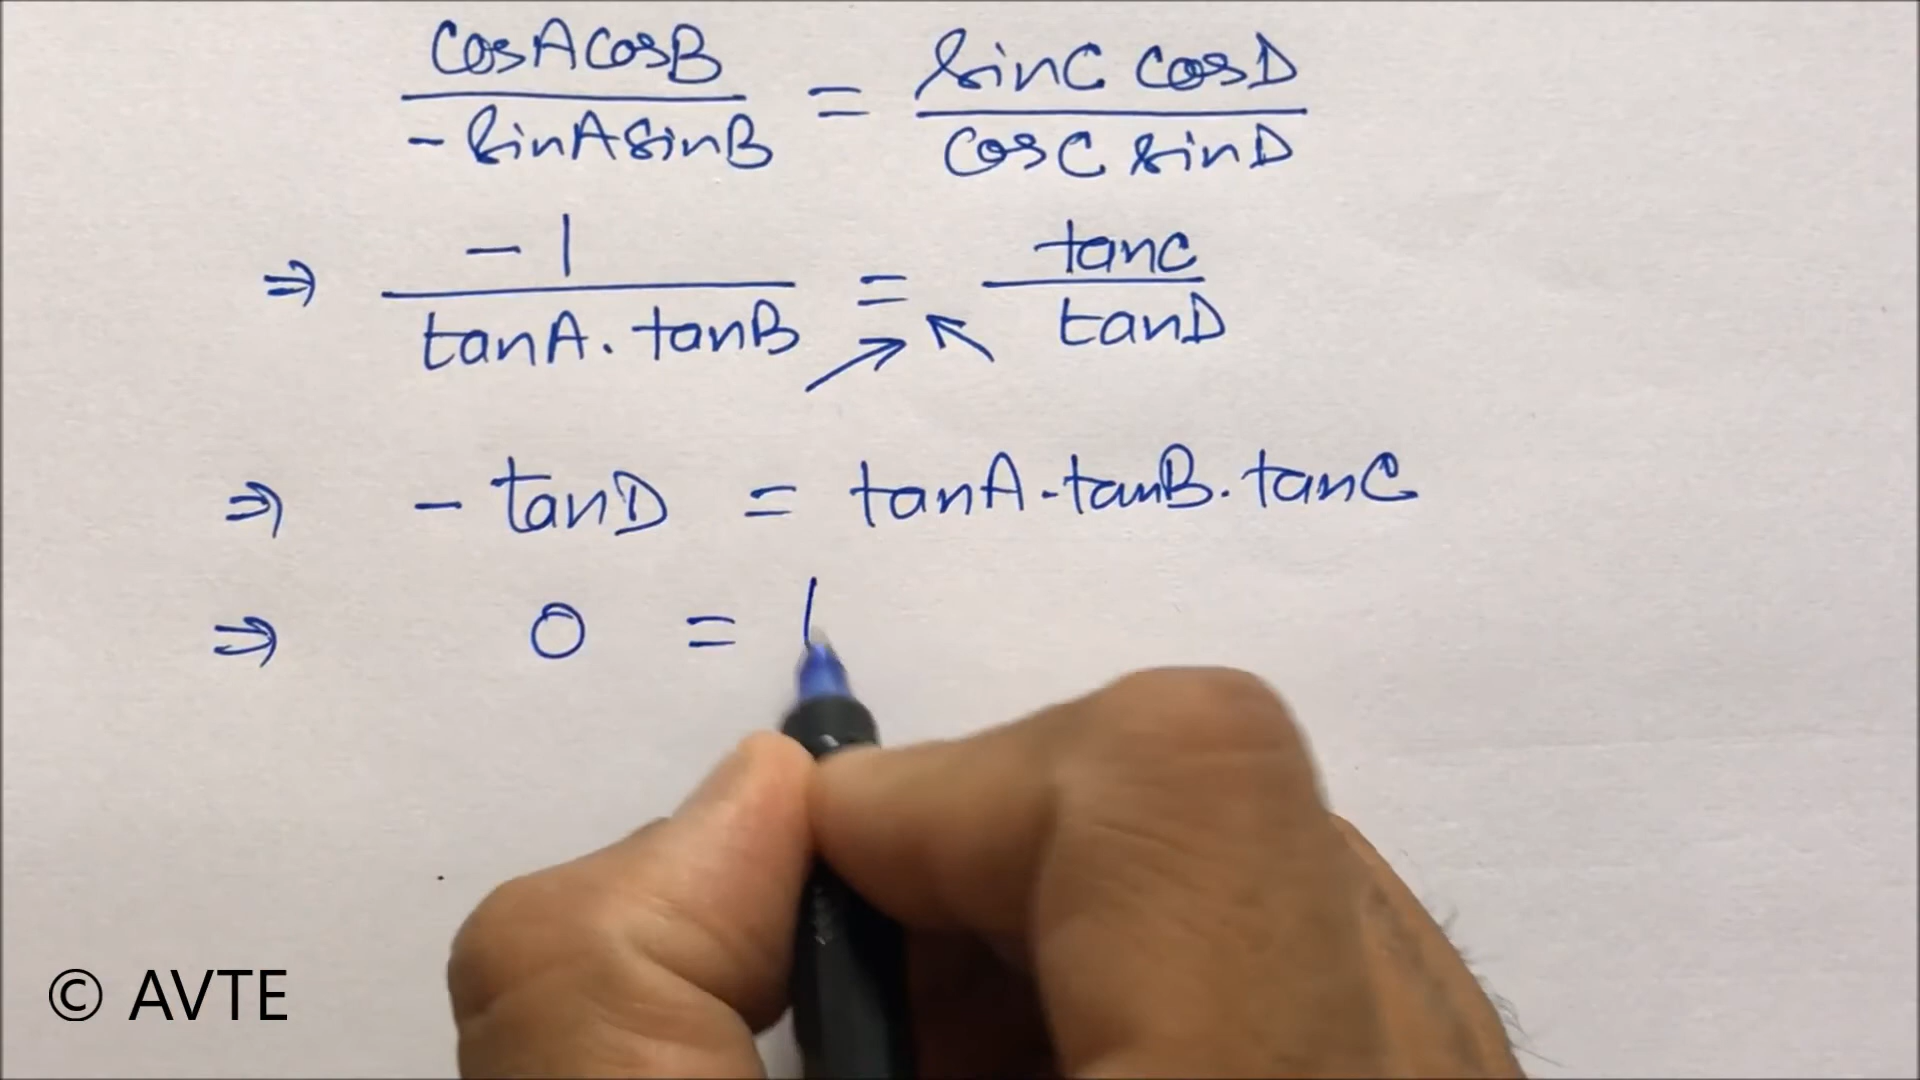 cosA cosB / - sinA sinB = sinC cosD / cosC sinD
⇒ - 1 / tanA . tanB = tanC / tanD
⇒ - tanD = tanA . tanB . tanC
⇒ 0 =
© AVTE